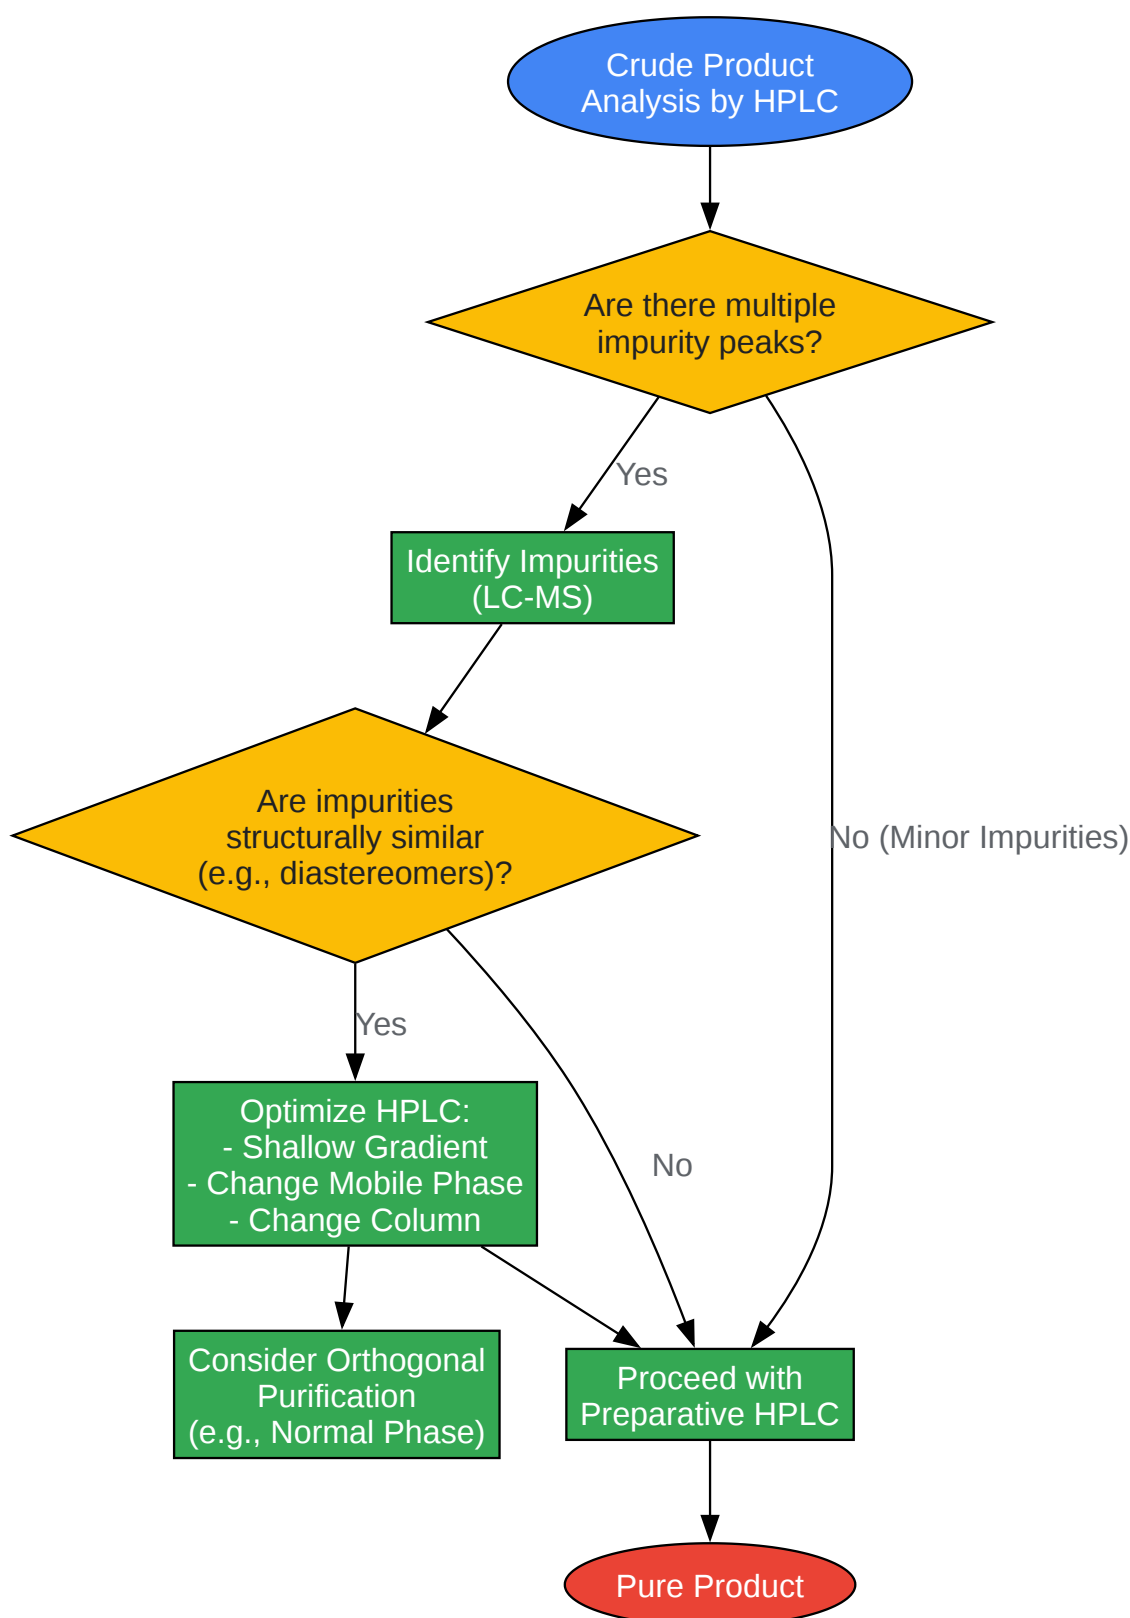 Crude Product
Analysis by HPLC
Are there multiple
impurity peaks?
Yes
Identify Impurities
(LC-MS)
Are impurities
structurally similar
(e.g., diastereomers)?
No (Minor Impurities)
Yes
Optimize HPLC:
- Shallow Gradient
- Change Mobile Phase
- Change Column
No
Consider Orthogonal
Purification
(e.g., Normal Phase)
Proceed with
Preparative HPLC
Pure Product